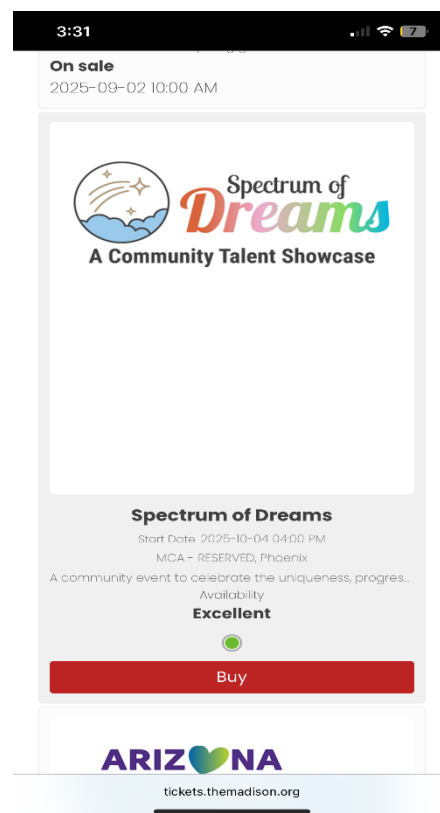 3:31
7
On sale
2025-09-02 10:00 AM
Spectrum of
Dreams
A Community Talent Showcase
Spectrum of Dreams
Start Date 2025-10-04 04:00 PM
MCA - RESERVED, Phoenix
A community event to celebrate the uniqueness, progres...
Availability
Excellent
Buy
ARIZ NA
tickets.themadison.org